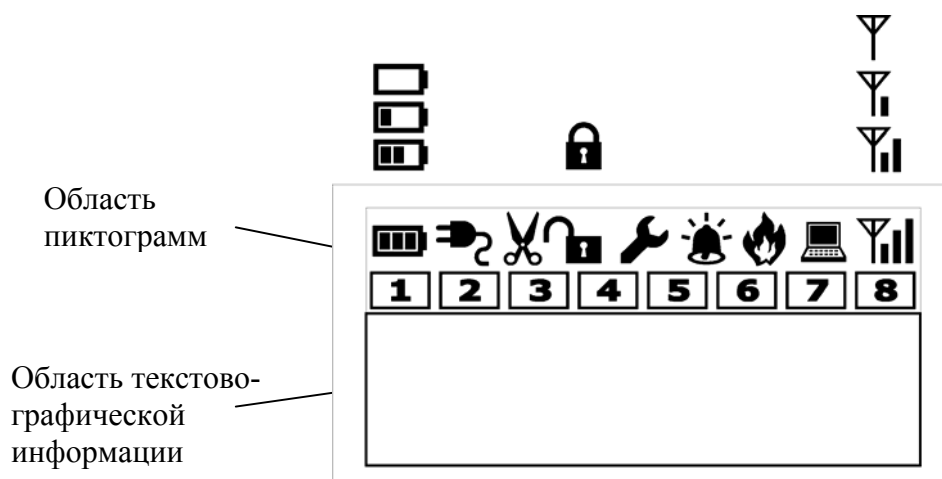 Область
пиктограмм
1 2 3 4 5 6 7 8
Область текстово-
графической
информации